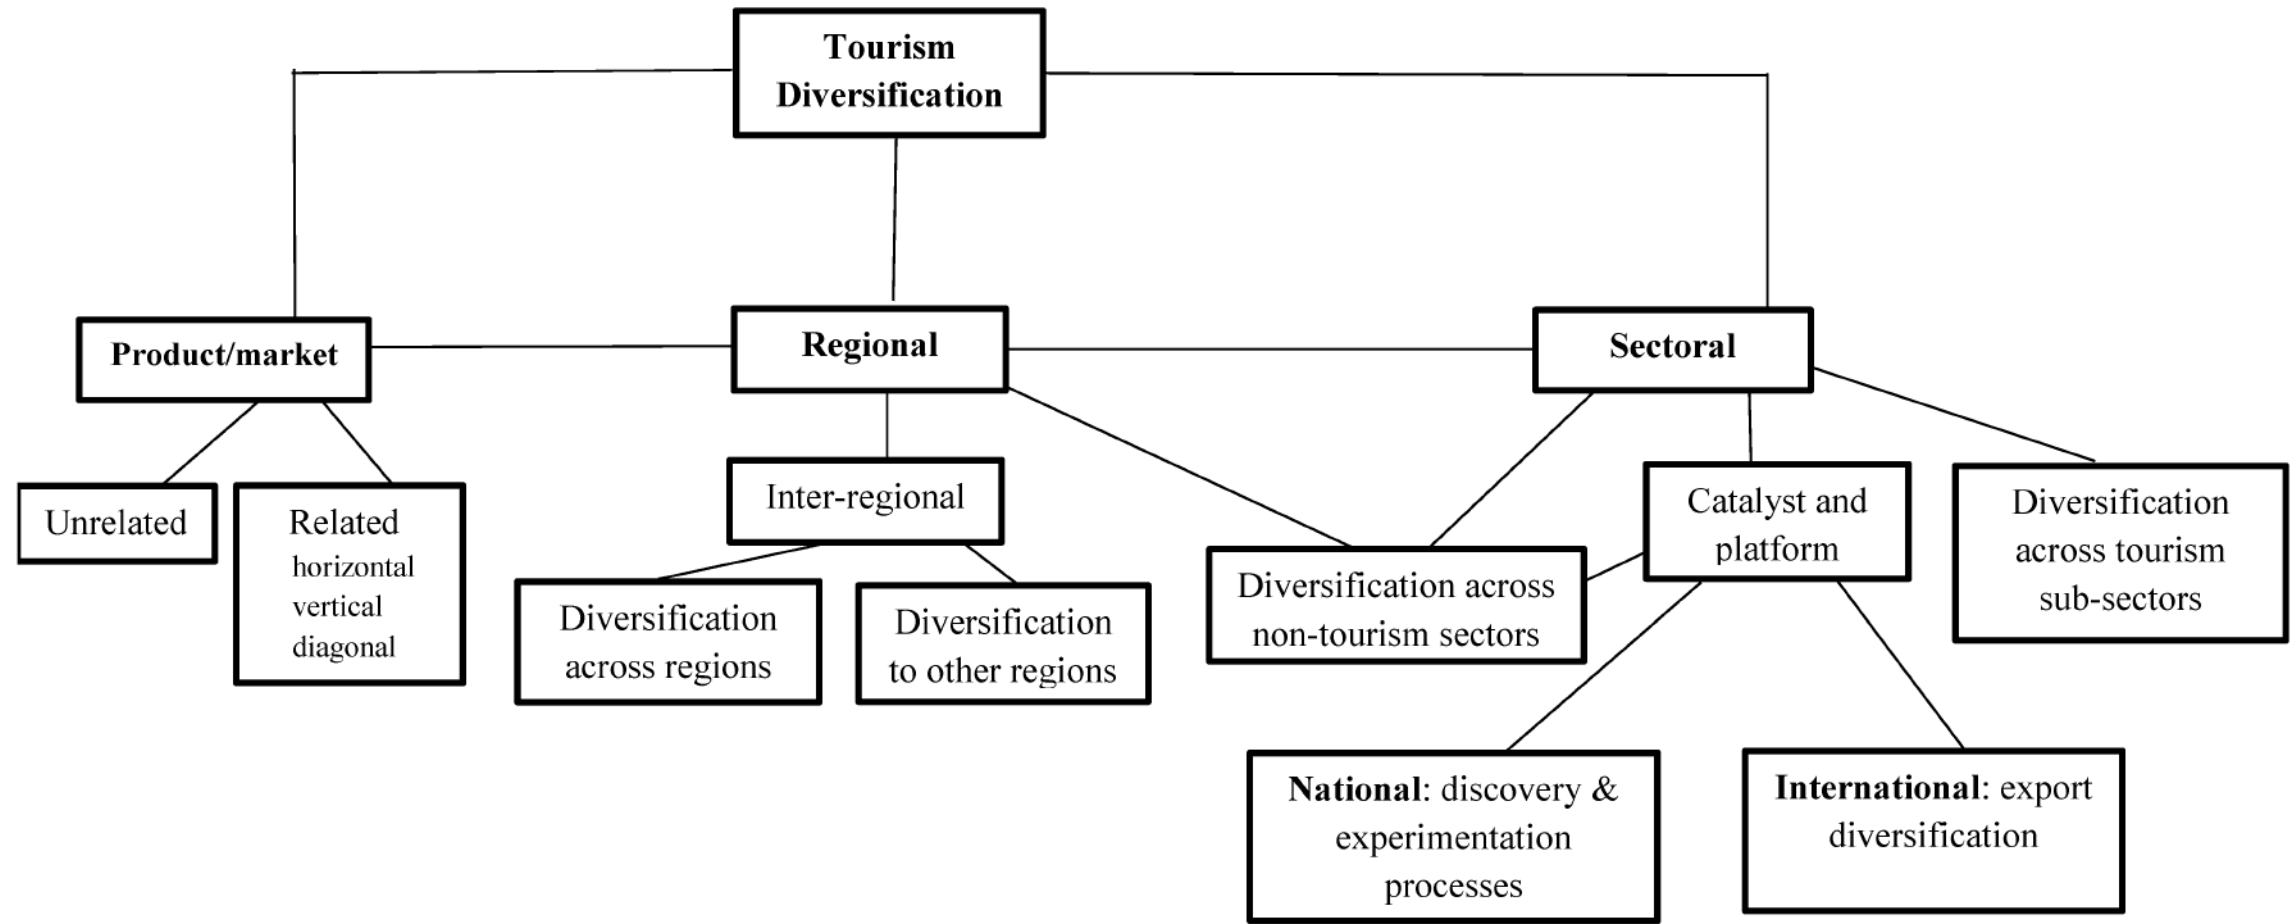 Tourism
Diversification
Product/market
Regional
Sectoral
Unrelated
Related
horizontal
vertical
diagonal
Inter-regional
Diversification
across regions
Diversification
to other regions
Diversification across
non-tourism sectors
Catalyst and
platform
Diversification
across tourism
sub-sectors
National: discovery &
experimentation
processes
International: export
diversification